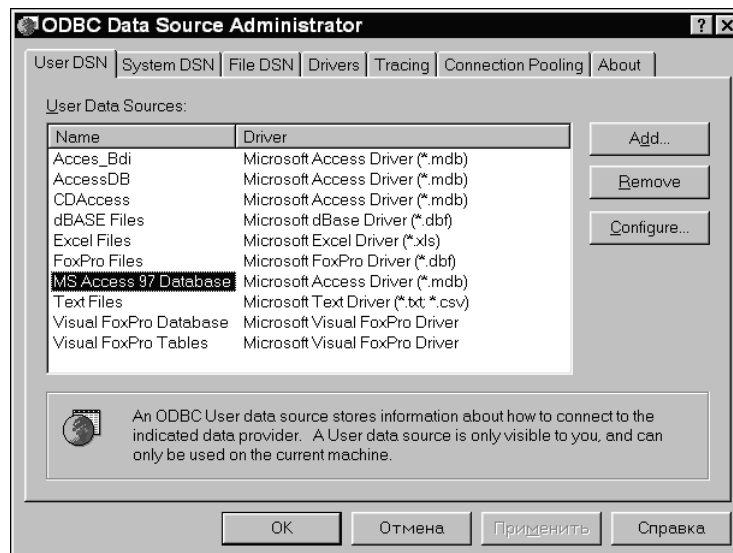 ODBC Data Source Administrator
User DSN System DSN File DSN Drivers Tracing Connection Pooling About
User Data Sources:
Name Driver
Acces_Bdi Microsoft Access Driver (*.mdb)
AccessDB Microsoft Access Driver (*.mdb)
CDAccess Microsoft Access Driver (*.mdb)
dBASE Files Microsoft dBase Driver (*.dbf)
Excel Files Microsoft Excel Driver (*.xls)
FoxPro Files Microsoft FoxPro Driver (*.dbf)
MS Access 97 Database Microsoft Access Driver (*.mdb)
Text Files Microsoft Text Driver (*.txt; *.csv)
Visual FoxPro Database Microsoft Visual FoxPro Driver
Visual FoxPro Tables Microsoft Visual FoxPro Driver
Add...
Remove
Configure...
An ODBC User data source stores information about how to connect to the
indicated data provider. A User data source is only visible to you, and can
only be used on the current machine.
OK Отмена Применить Справка